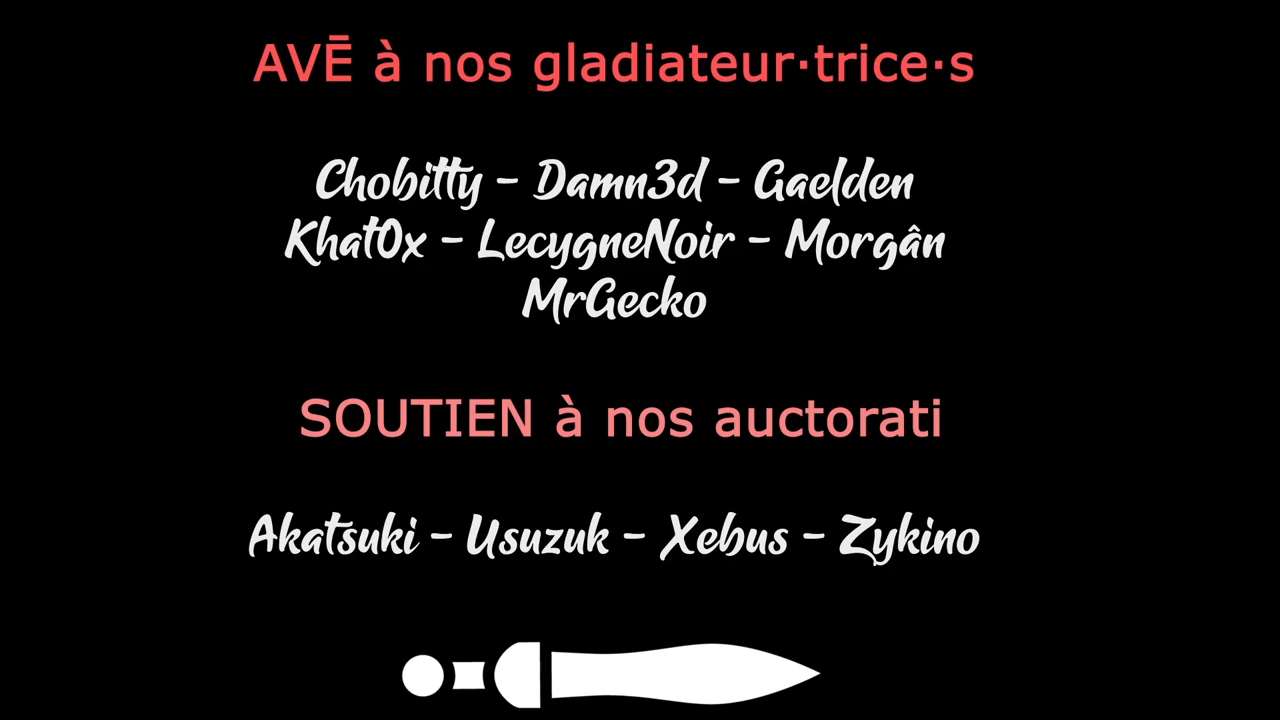 AVĒ à nos gladiateur·trice·s
Chobitty - Damn3d - Gaelden
Khat0x - LecygneNoir - Morgân
MrGecko
SOUTIEN à nos auctorati
Akatsuki - Usuzuk - Xebus - Zykino